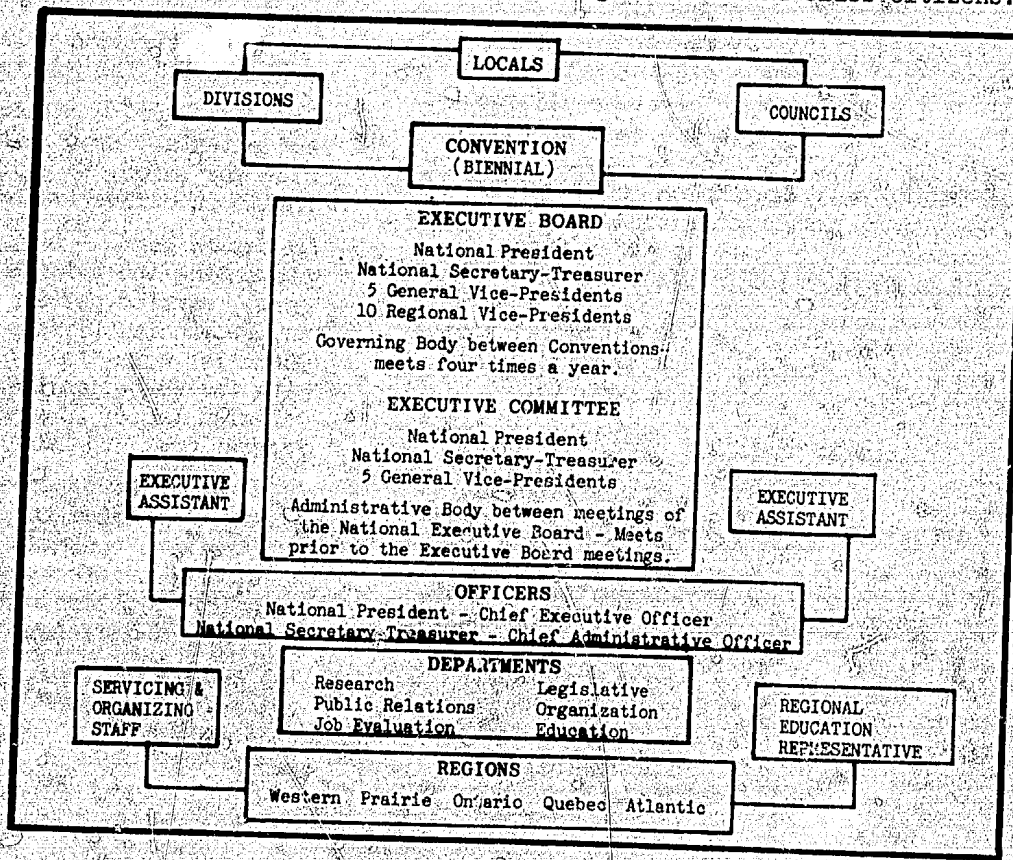 LOCALS
DIVISIONS
COUNCILS
CONVENTION
(BIENNIAL)
EXECUTIVE BOARD
National President
National Secretary-Treasurer
5 General Vice-Presidents
10 Regional Vice-Presidents
Governing Body between Conventions-
meets four times a year.
EXECUTIVE COMMITTEE
National President
National Secretary-Treasurer
5 General Vice-Presidents
Administrative Body between meetings of
the National Executive Board - Meets
prior to the Executive Board meetings.
EXECUTIVE
ASSISTANT
EXECUTIVE
ASSISTANT
OFFICERS
National President - Chief Executive Officer
National Secretary-Treasurer - Chief Administrative Officer
DEPARTMENTS
Research Legislative
Public Relations Organization
Job Evaluation Education
SERVICING &
ORGANIZING
STAFF
REGIONAL
EDUCATION
REPRESENTATIVE
REGIONS
Western Prairie Ontario Quebec Atlantic